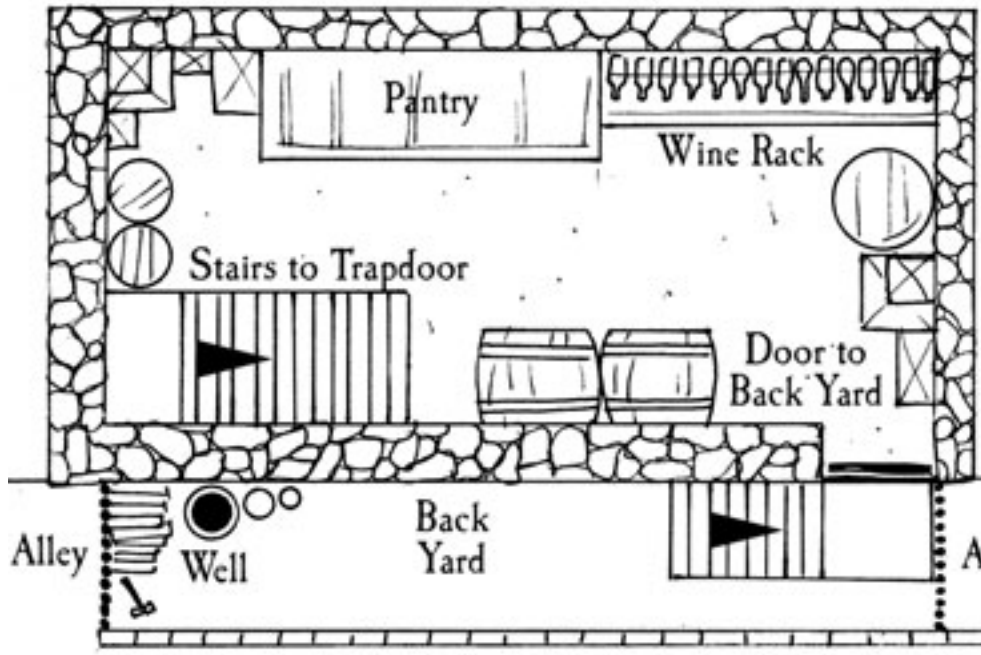 Pantry
Wine Rack
Stairs to Trapdoor
Door to
Back Yard
Alley
Well
Back
Yard
A